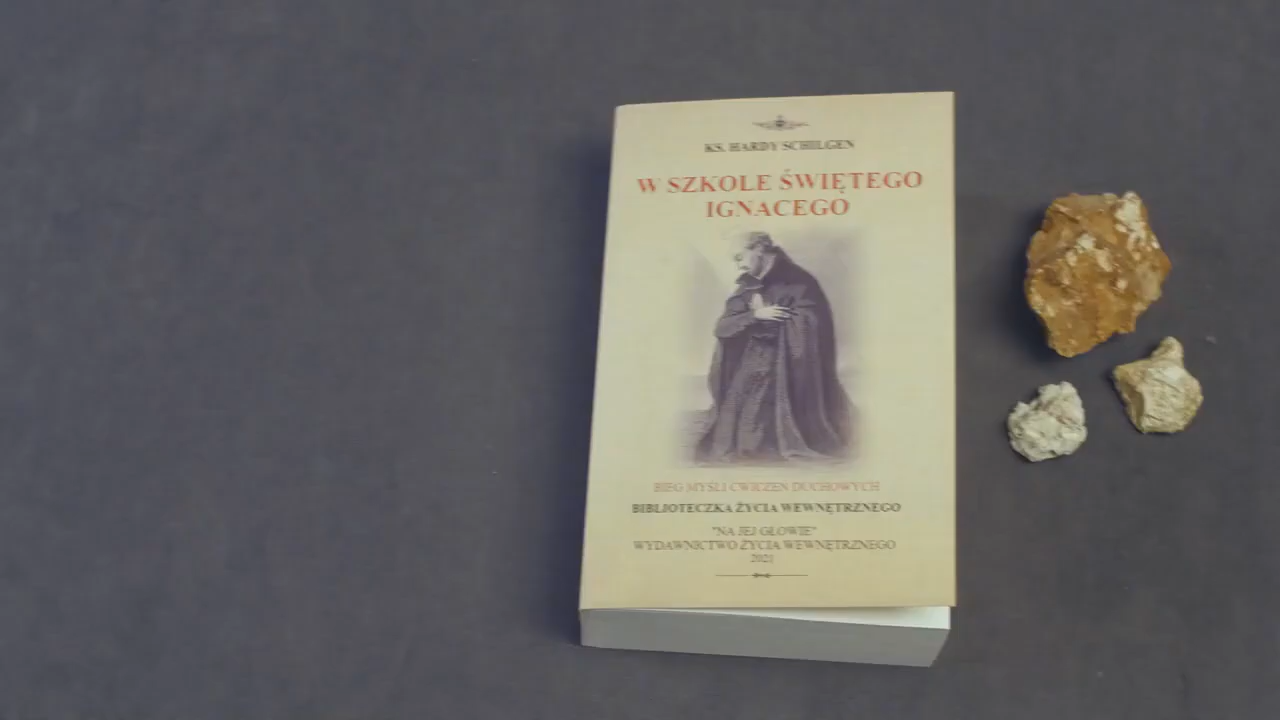 KS. HARDY SCHILGEN
W SZKOLE ŚWIĘTEGO
IGNACEGO
BIEG MYŚLI ĆWICZEŃ DUCHOWYCH
BIBLIOTECZKA ŻYCIA WEWNĘTRZNEGO
"NA JEJ GŁOWIE"
WYDAWNICTWO ŻYCIA WEWNĘTRZNEGO
2021